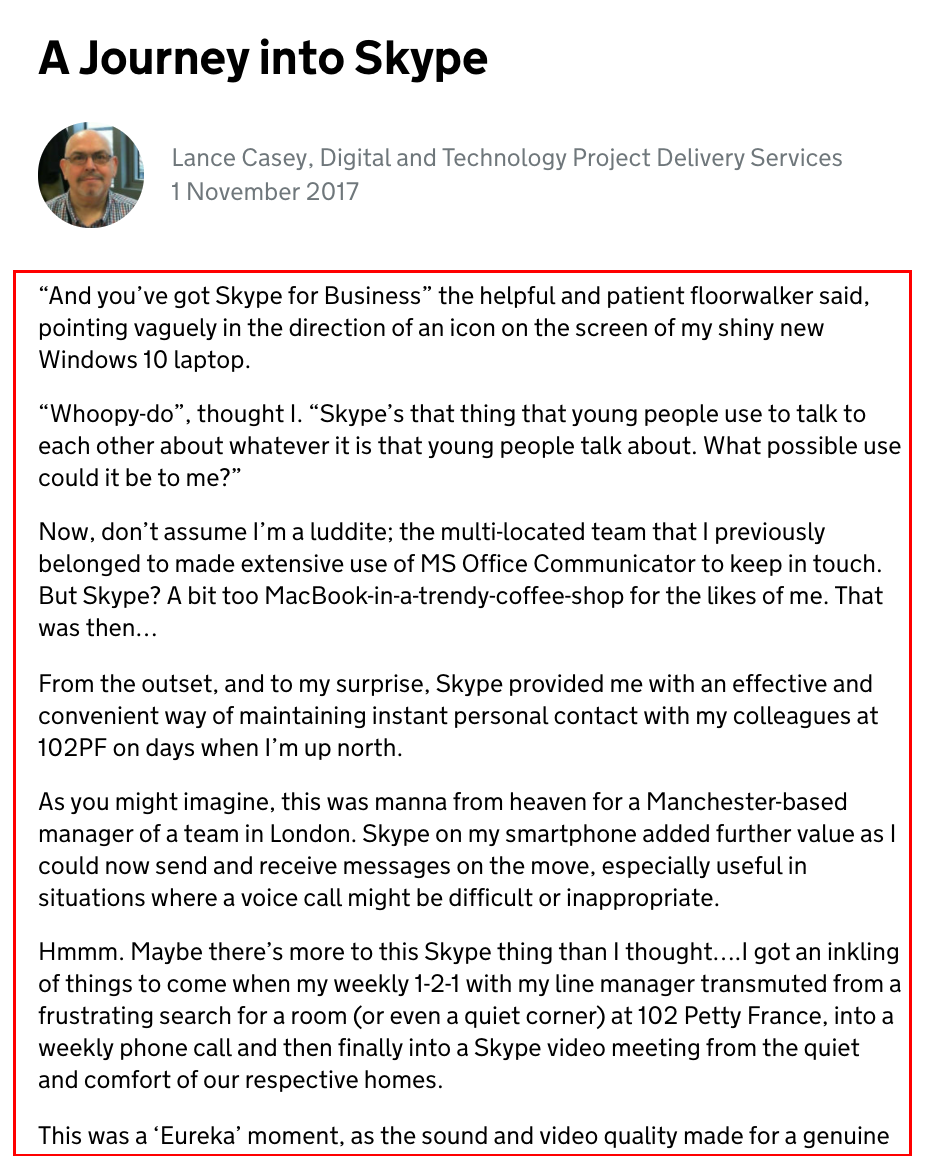 A Journey into Skype
Lance Casey, Digital and Technology Project Delivery Services
1 November 2017
“And you’ve got Skype for Business” the helpful and patient floorwalker said,
pointing vaguely in the direction of an icon on the screen of my shiny new
Windows 10 laptop.
“Whoopy-do”, thought I. “Skype’s that thing that young people use to talk to
each other about whatever it is that young people talk about. What possible use
could it be to me?”
Now, don’t assume I’m a luddite; the multi-located team that I previously
belonged to made extensive use of MS Office Communicator to keep in touch.
But Skype? A bit too MacBook-in-a-trendy-coffee-shop for the likes of me. That
was then…
From the outset, and to my surprise, Skype provided me with an effective and
convenient way of maintaining instant personal contact with my colleagues at
102PF on days when I’m up north.
As you might imagine, this was manna from heaven for a Manchester-based
manager of a team in London. Skype on my smartphone added further value as I
could now send and receive messages on the move, especially useful in
situations where a voice call might be difficult or inappropriate.
Hmmm. Maybe there’s more to this Skype thing than I thought….I got an inkling
of things to come when my weekly 1-2-1 with my line manager transmuted from a
frustrating search for a room (or even a quiet corner) at 102 Petty France, into a
weekly phone call and then finally into a Skype video meeting from the quiet
and comfort of our respective homes.
This was a ‘Eureka’ moment, as the sound and video quality made for a genuine